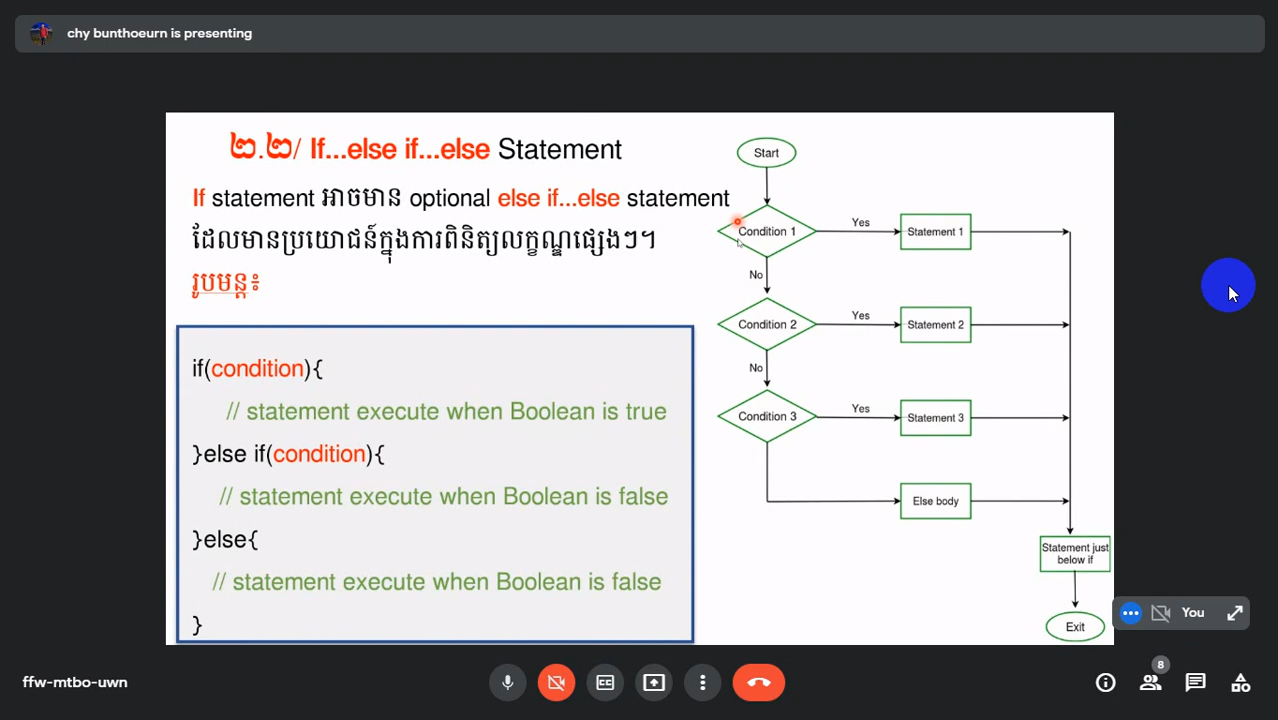 chy bunthoeurn is presenting
២.២/ If...else if...else Statement
If statement អាចមាន optional else if...else statement
ដែលមានប្រយោជន៍ក្នុងការពិនិត្យលក្ខណ្ឌផ្សេងៗ។
រូបមន្ត៖
if(condition){
// statement execute when Boolean is true
}else if(condition){
// statement execute when Boolean is false
}else{
// statement execute when Boolean is false
}
Start
Condition 1
Yes
Statement 1
No
Condition 2
Yes
Statement 2
No
Condition 3
Yes
Statement 3
Else body
Statement just
below if
Exit
You
ffw-mtbo-uwn
CC
8